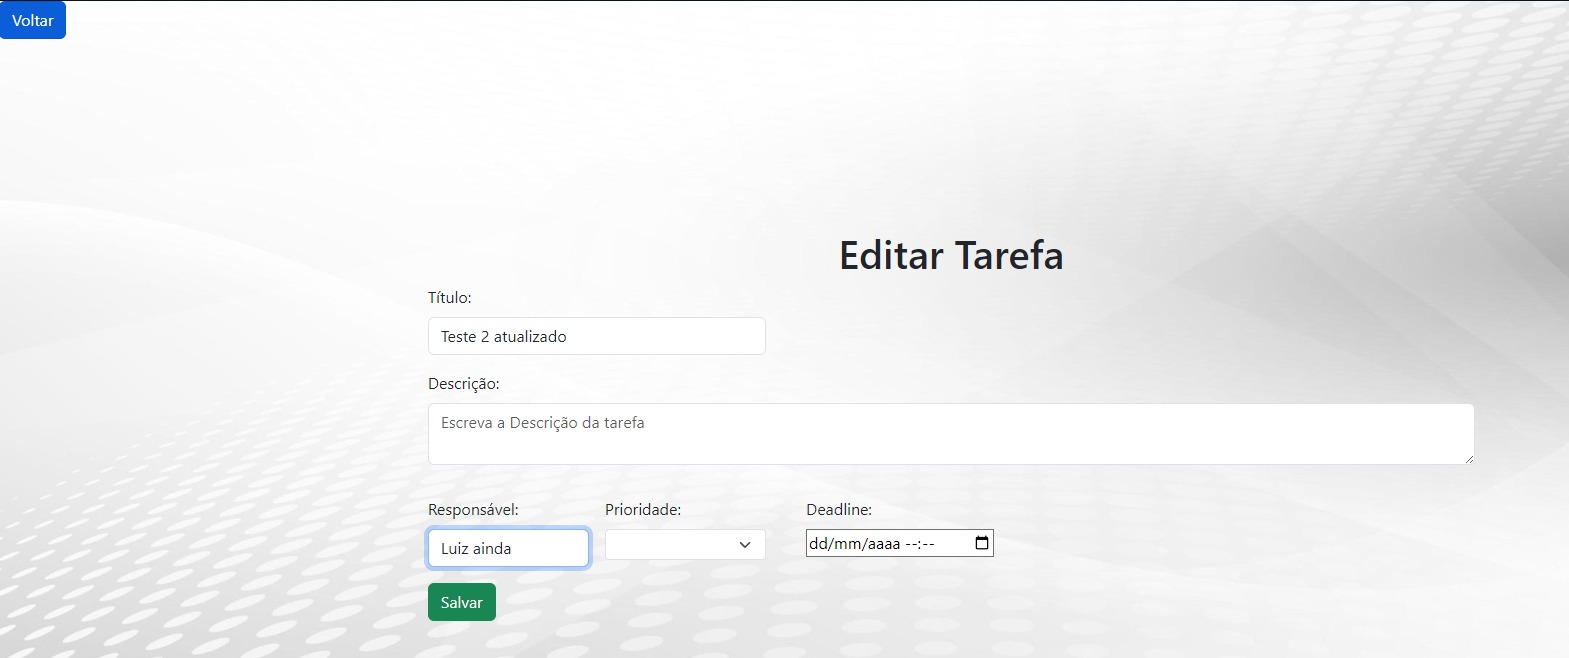 Voltar
Editar Tarefa
Título:
Teste 2 atualizado
Descrição:
Escreva a Descrição da tarefa
Responsável: Prioridade: Deadline:
Luiz ainda dd/mm/aaaa --:--
Salvar